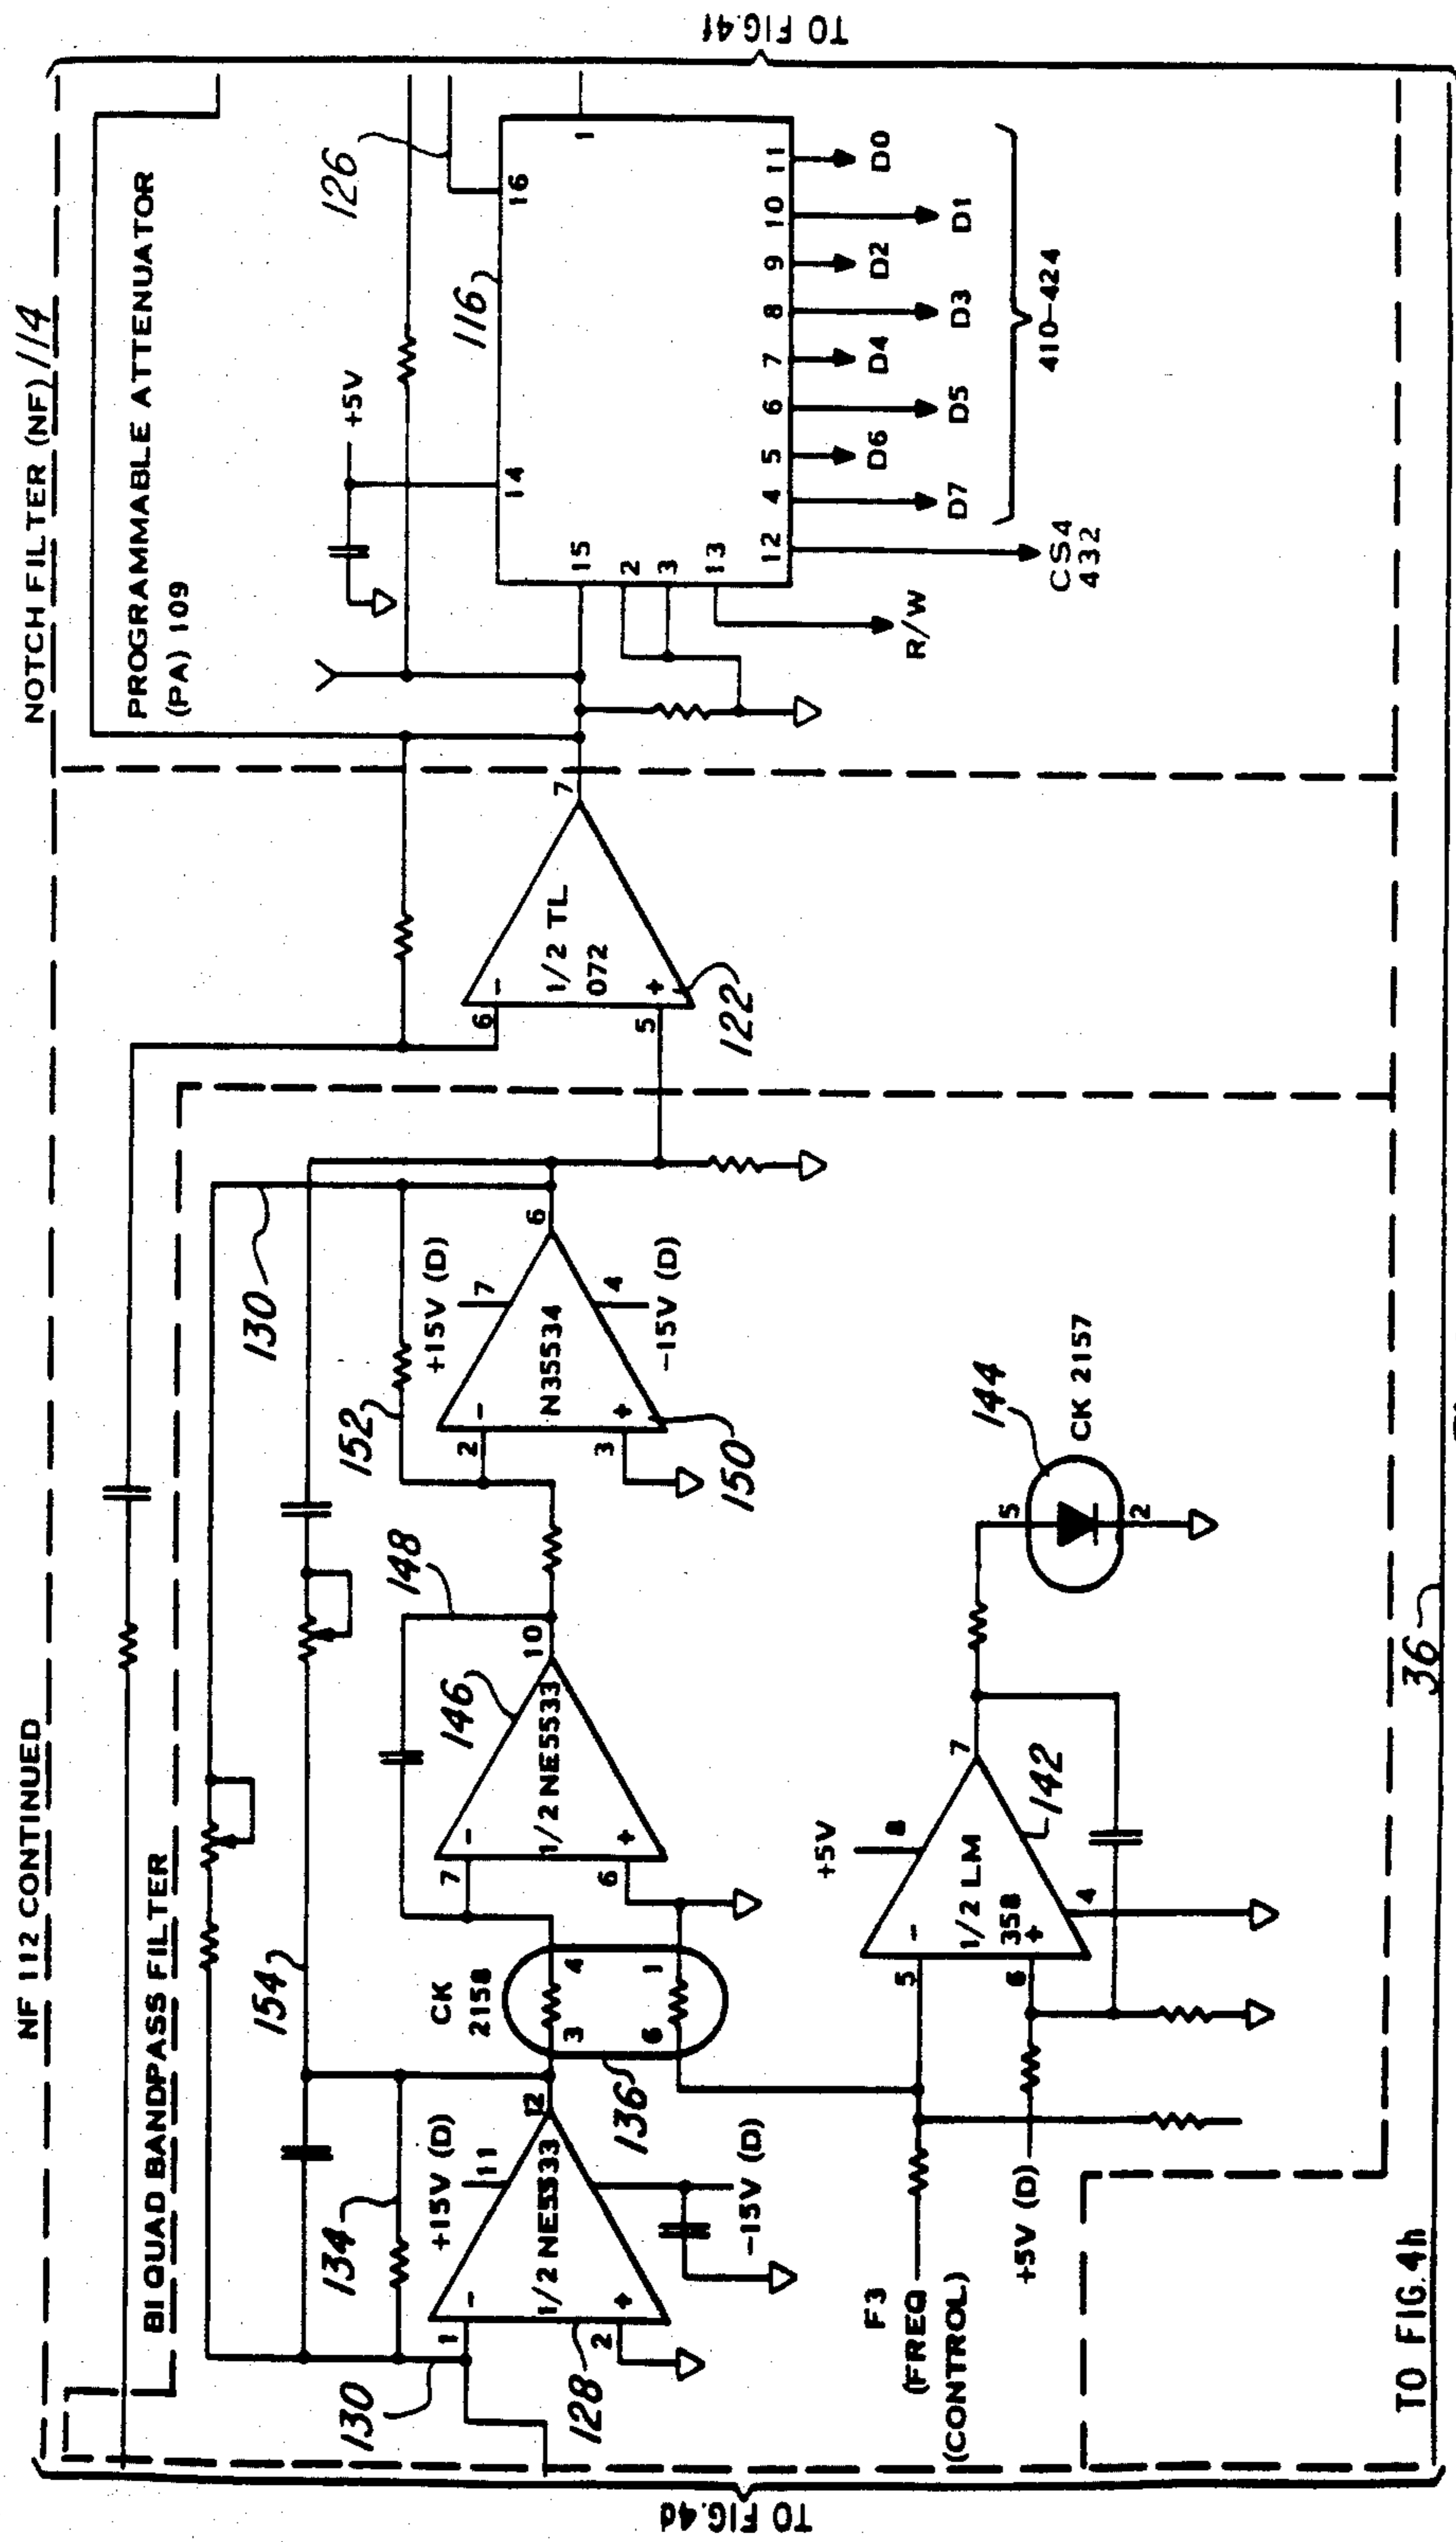 NOTCH FILTER (NF) 114
NF 112 CONTINUED
BI QUAD BANDPASS FILTER
PROGRAMMABLE ATTENUATOR
(PA) 109
TO FIG.4d
TO FIG.4f
TO FIG.4h
36
130
134
154
+15V (D)
11
1
1/2 NE5533
-
+
2
12
128
-15V (D)
136
CK
2158
3
4
6
1
148
146
7
1/2 NE5533
-
+
6
10
130
152
+15V (D)
7
2
N35534
-
+
3
6
4
-15V (D)
150
6
1/2 TL
072
-
+
5
7
122
126
+5V
116
14
16
15
1
2
3
13
12
4
5
6
7
8
9
10
11
R/W
CS4
432
D7
D6
D5
D4
D3
D2
D1
D0
410-424
F3
(FREQ
(CONTROL)
+5V (D)
+5V
8
5
1/2 LM
358
-
+
6
7
4
142
144
5
2
CK 2157